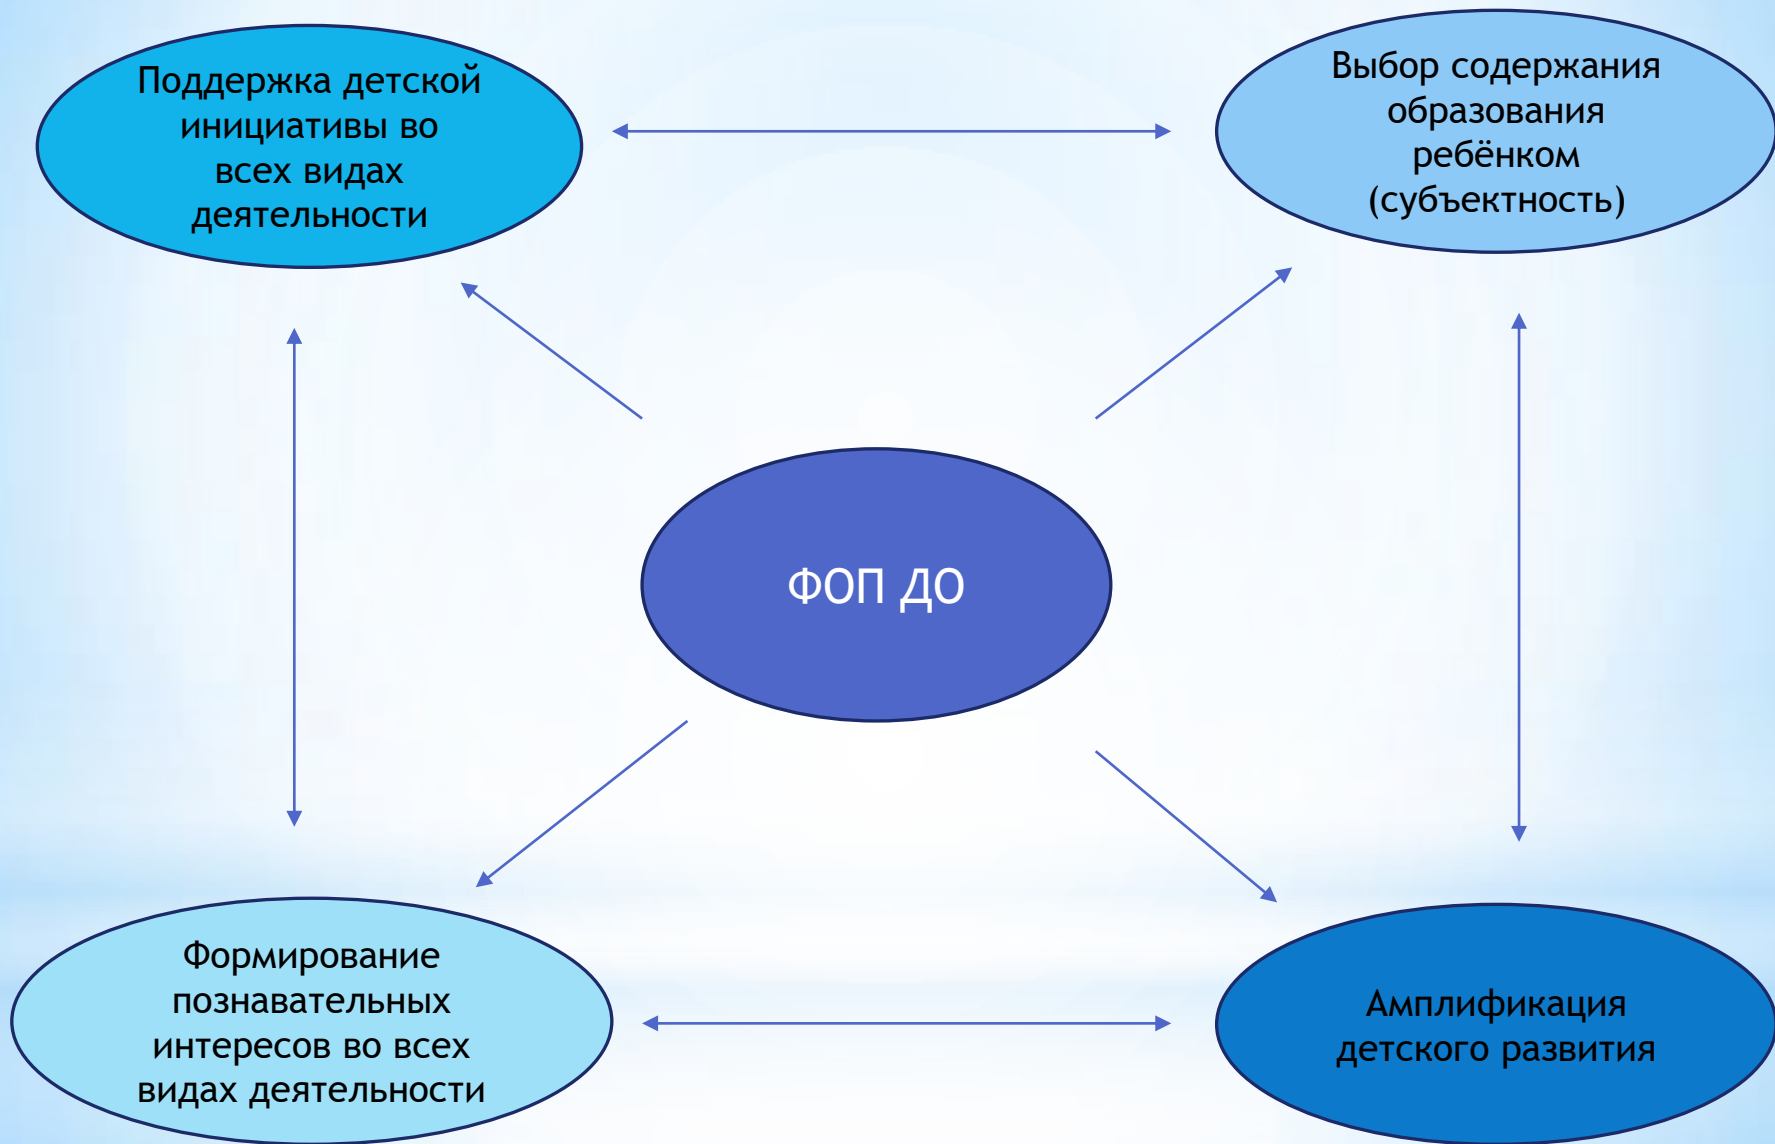 Поддержка детской
инициативы во
всех видах
деятельности
Выбор содержания
образования
ребёнком
(субъектность)
ФОП ДО
Формирование
познавательных
интересов во всех
видах деятельности
Амплификация
детского развития